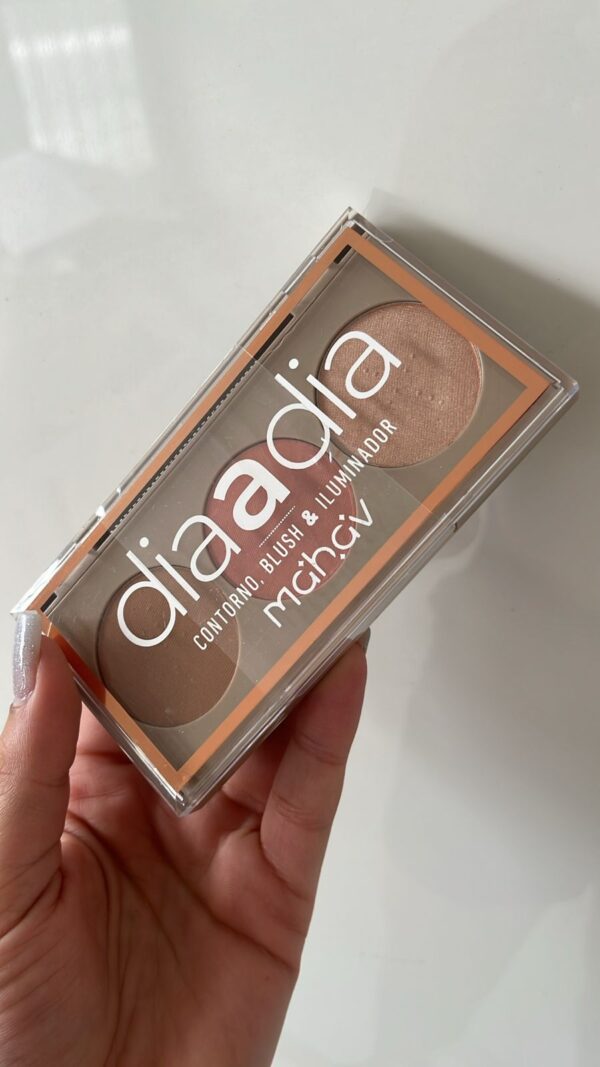 diaadia
CONTORNO, BLUSH & ILUMINADOR
mahav